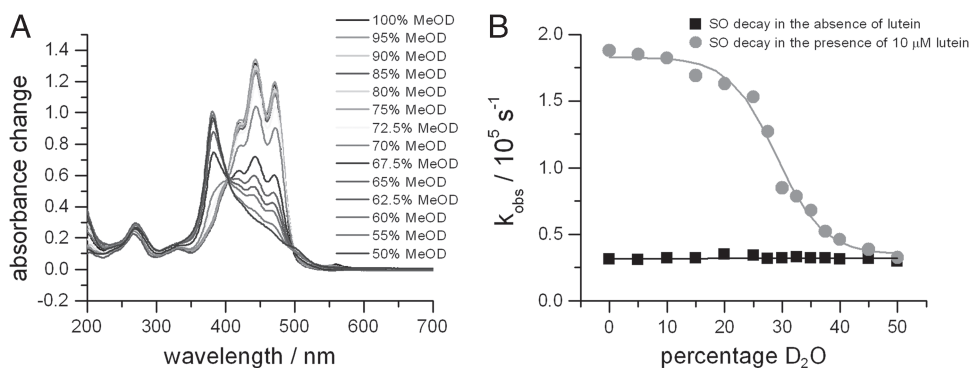 A
absorbance change
1.4
1.2
1.0
0.8
0.6
0.4
0.2
0.0
-0.2
200
300
400
500
600
700
wavelength / nm
100% MeOD
95% MeOD
90% MeOD
85% MeOD
80% MeOD
75% MeOD
72.5% MeOD
70% MeOD
67.5% MeOD
65% MeOD
62.5% MeOD
60% MeOD
55% MeOD
50% MeOD
B
SO decay in the absence of lutein
SO decay in the presence of 10 μM lutein
k_obs / 10⁵ s⁻¹
2.0
1.5
1.0
0.5
0.0
0
10
20
30
40
50
percentage D₂O